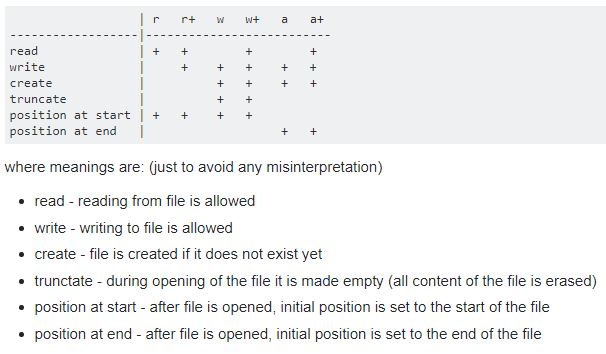 | r   r+   w   w+   a   a+
------------------|--------------------------
read              | +   +        +        +
write             |     +    +   +    +   +
create            |          +   +    +   +
truncate          |          +   +
position at start | +   +    +   +
position at end   |                   +   +
where meanings are: (just to avoid any misinterpretation)
• read - reading from file is allowed
• write - writing to file is allowed
• create - file is created if it does not exist yet
• trunctate - during opening of the file it is made empty (all content of the file is erased)
• position at start - after file is opened, initial position is set to the start of the file
• position at end - after file is opened, initial position is set to the end of the file